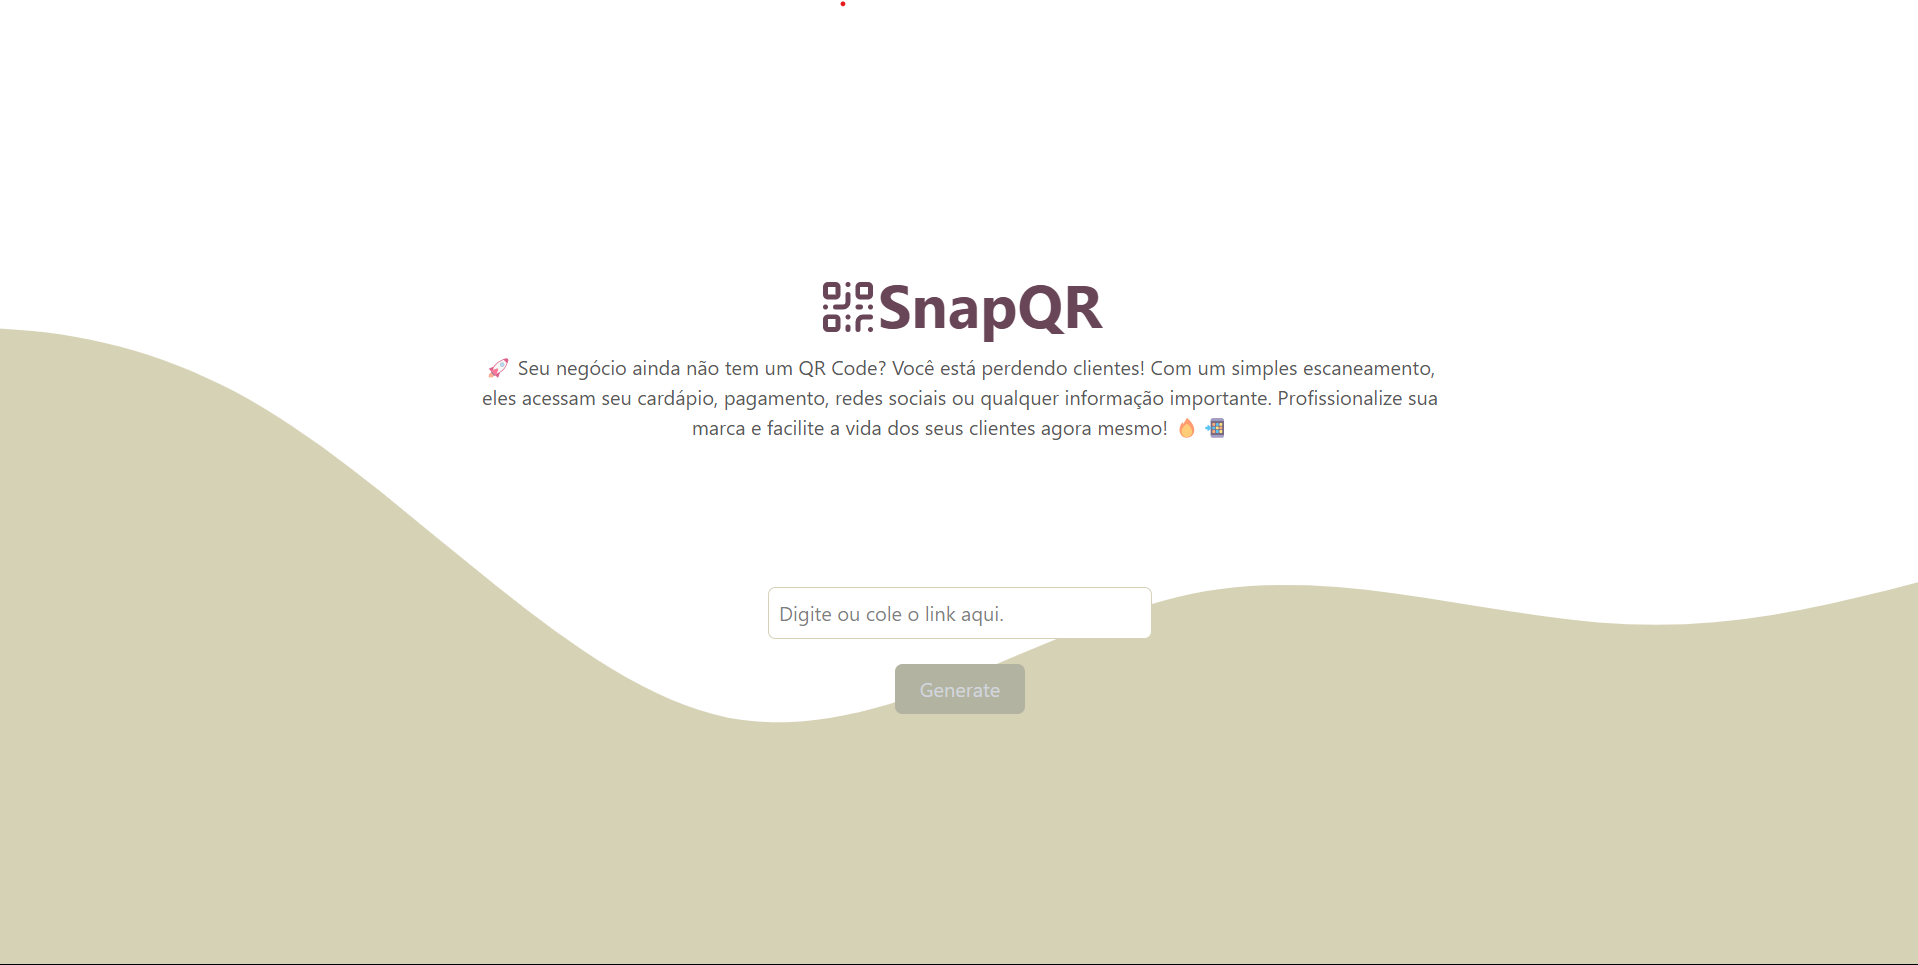 SnapQR
🚀 Seu negócio ainda não tem um QR Code? Você está perdendo clientes! Com um simples escaneamento,
eles acessam seu cardápio, pagamento, redes sociais ou qualquer informação importante. Profissionalize sua
marca e facilite a vida dos seus clientes agora mesmo! 🔥 📲
Digite ou cole o link aqui.
Generate